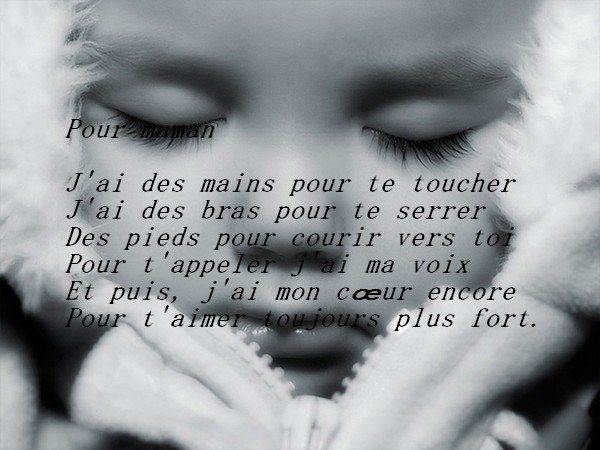 Pour maman
J'ai des mains pour te toucher
J'ai des bras pour te serrer
Des pieds pour courir vers toi
Pour t'appeler j'ai ma voix
Et puis, j'ai mon cœur encore
Pour t'aimer toujours plus fort.